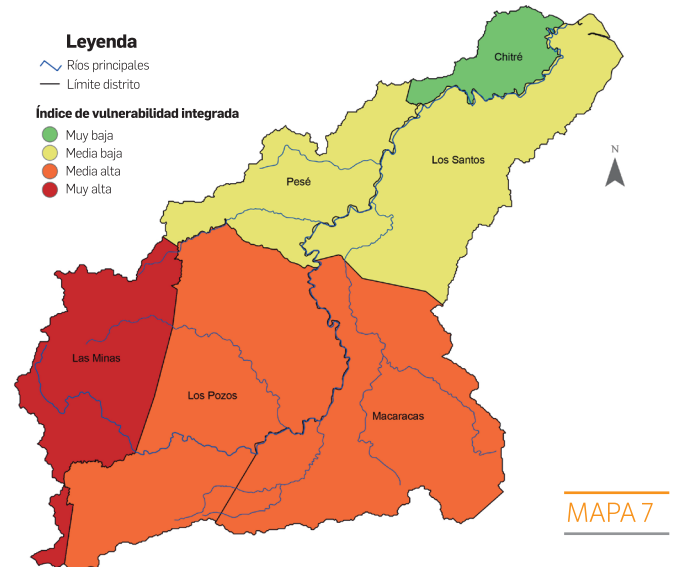 Leyenda
Ríos principales
Límite distrito
Índice de vulnerabilidad integrada
Muy baja
Media baja
Media alta
Muy alta
Chitré
Los Santos
N
Pesé
Las Minas
Los Pozos
Macaracas
MAPA 7